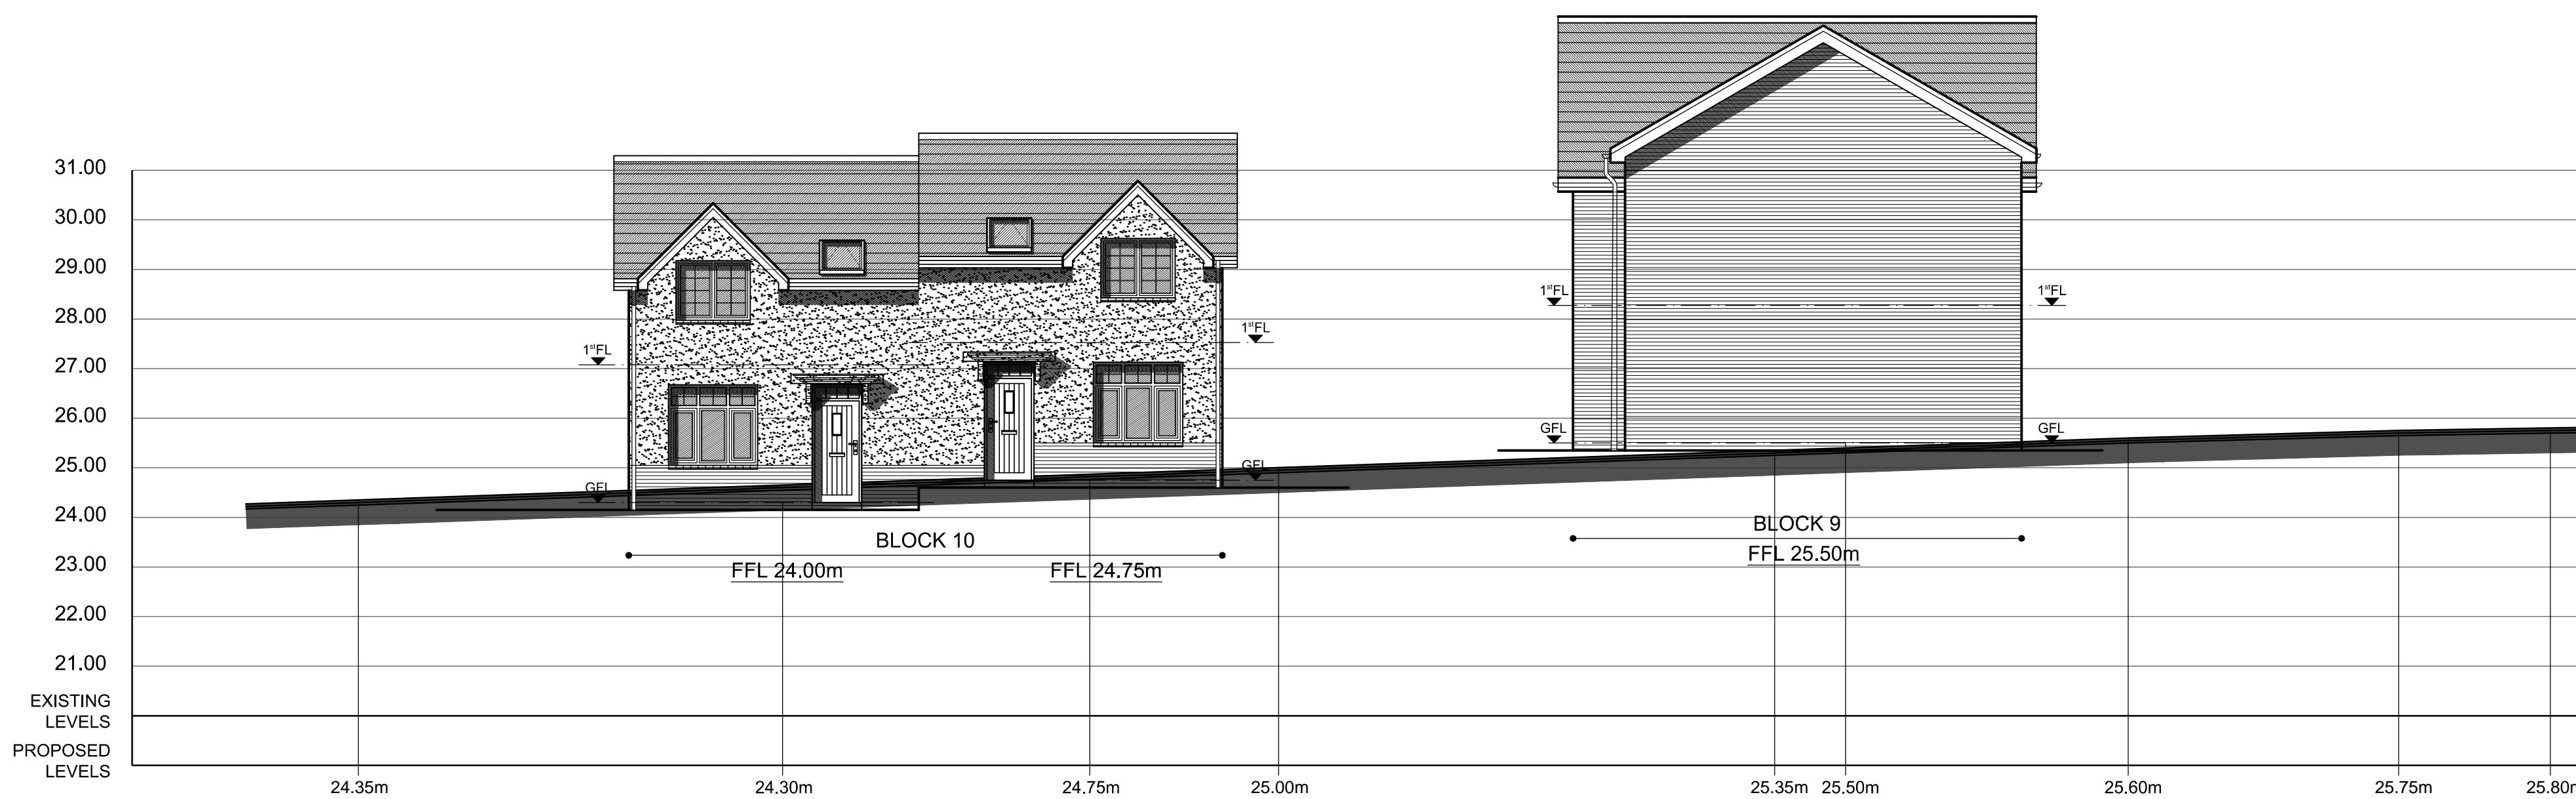 31.00
30.00
29.00
28.00
27.00
26.00
25.00
24.00
23.00
22.00
21.00
EXISTING
LEVELS
PROPOSED
LEVELS
1stFL
1stFL
GFL
GFL
BLOCK 10
FFL 24.00m
FFL 24.75m
1stFL
1stFL
GFL
GFL
BLOCK 9
FFL 25.50m
24.35m
24.30m
24.75m
25.00m
25.35m
25.50m
25.60m
25.75m
25.80m